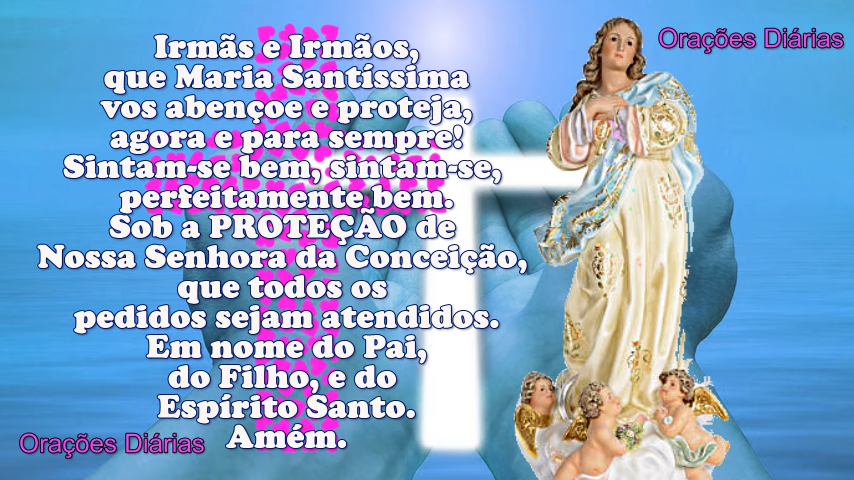 Orações Diárias
Irmãs e Irmãos,
que Maria Santíssima
vos abençoe e proteja,
agora e para sempre!
Sintam-se bem, sintam-se,
perfeitamente bem.
Sob a PROTEÇÃO de
Nossa Senhora da Conceição,
que todos os
pedidos sejam atendidos.
Em nome do Pai,
do Filho, e do
Espírito Santo.
Amém.
Orações Diárias